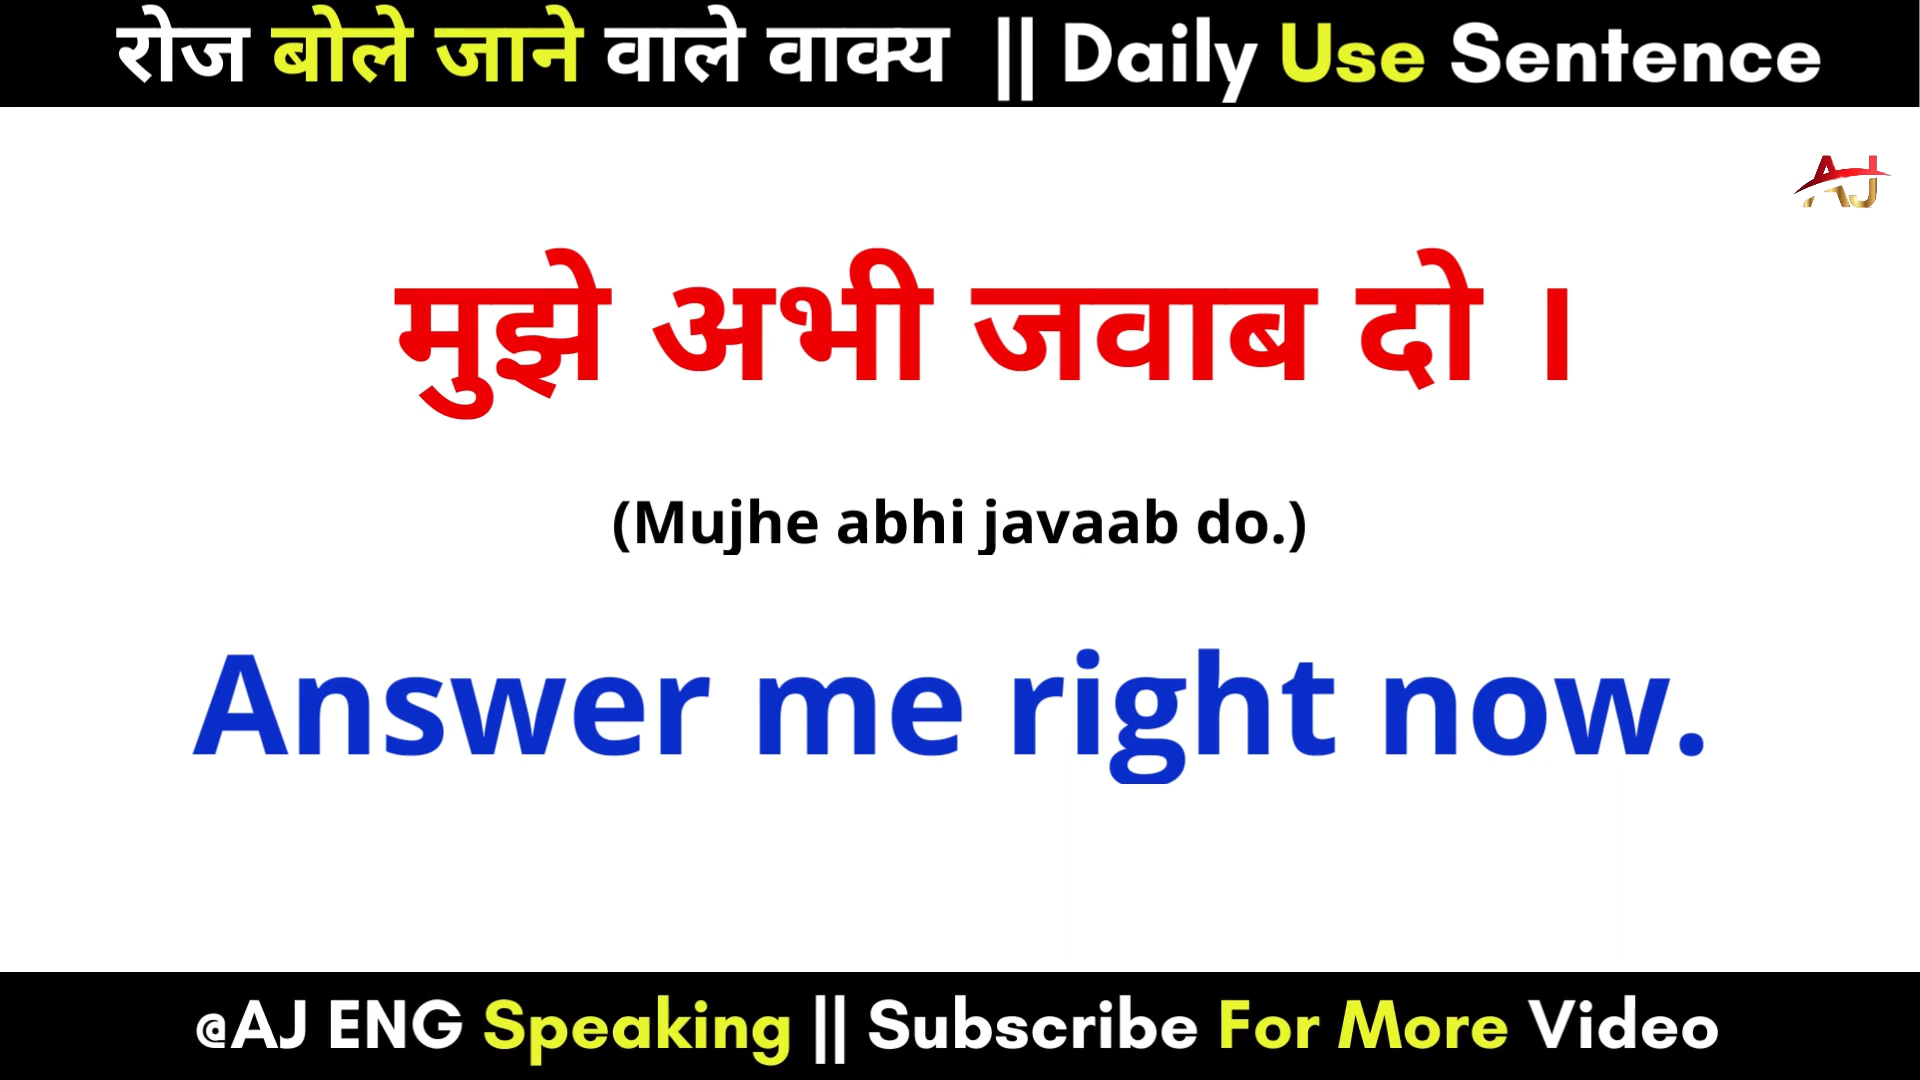 रोज बोले जाने वाले वाक्य || Daily Use Sentence
AJ
मुझे अभी जवाब दो ।
(Mujhe abhi javaab do.)
Answer me right now.
@AJ ENG Speaking || Subscribe For More Video